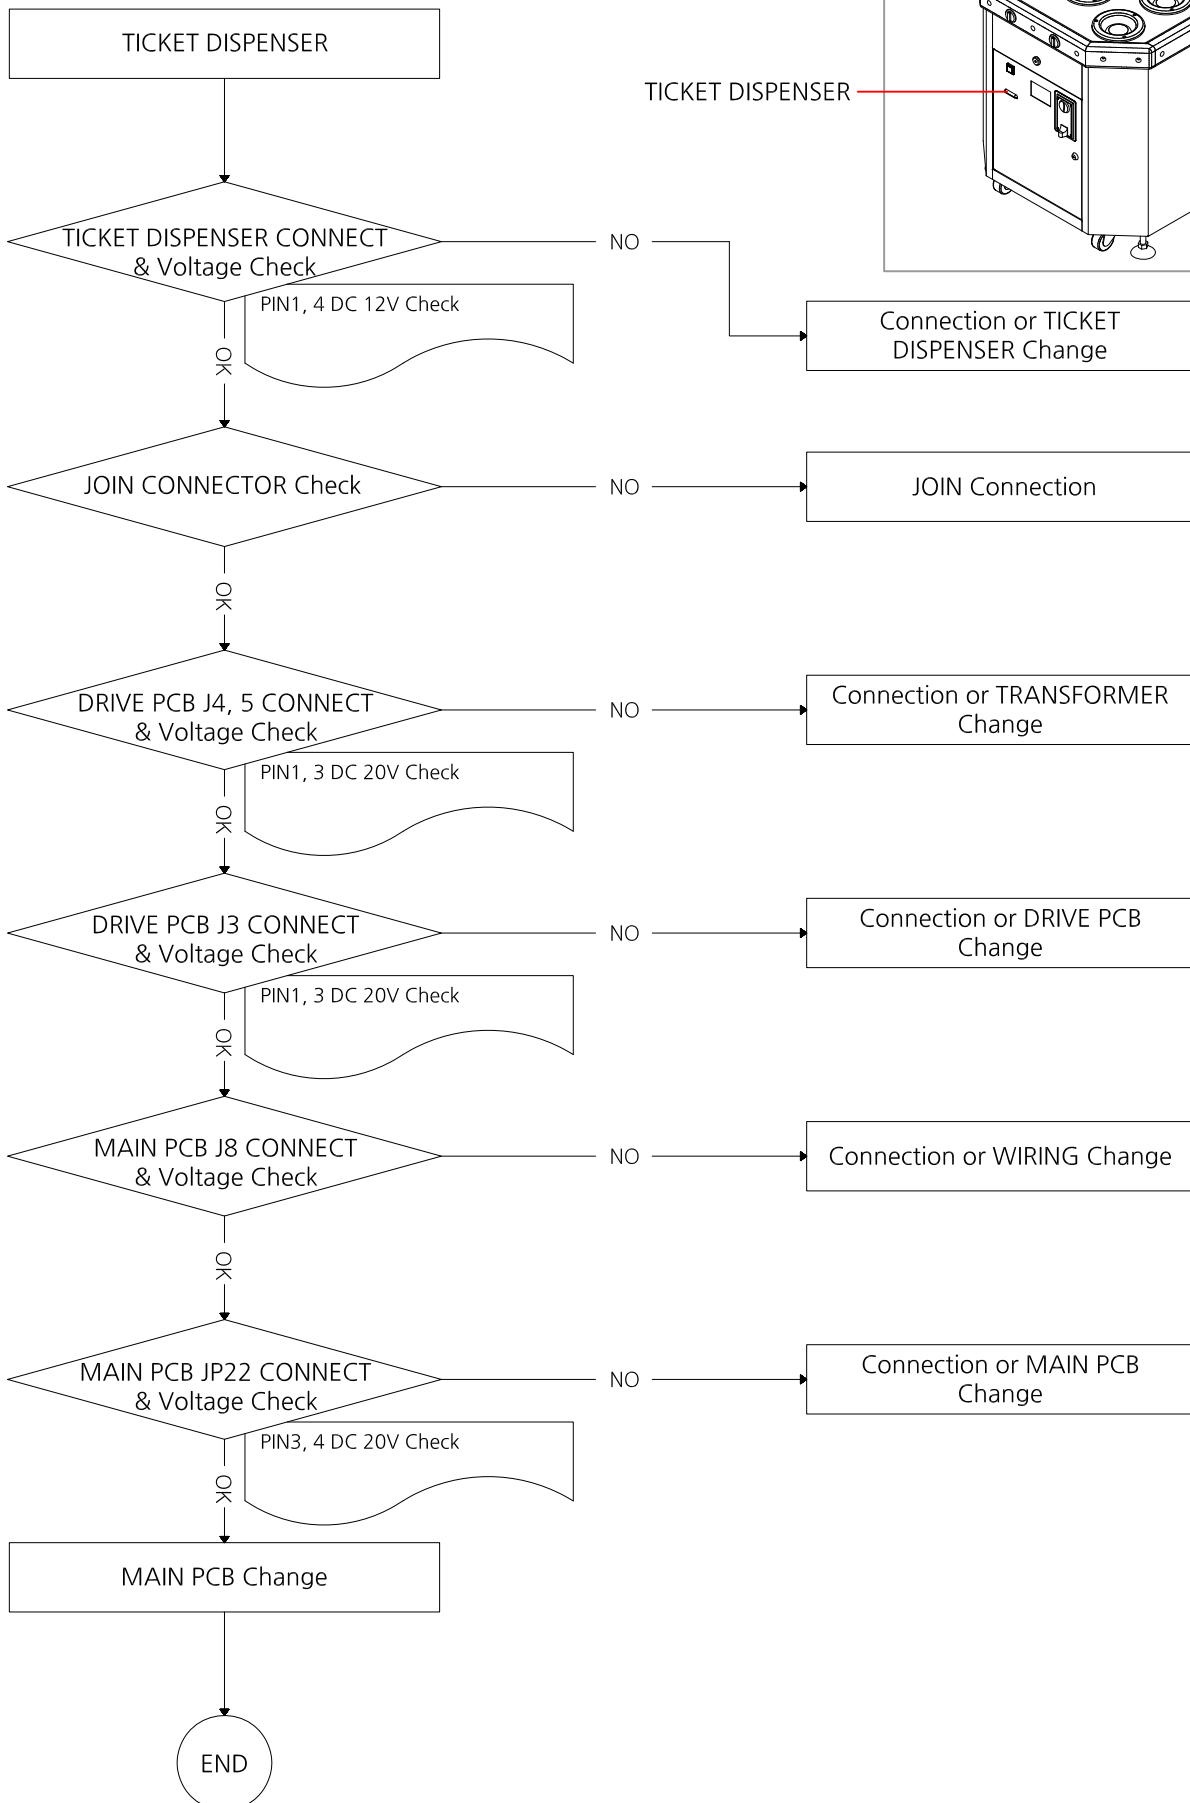 TICKET DISPENSER
TICKET DISPENSER
TICKET DISPENSER CONNECT
& Voltage Check
NO
PIN1, 4 DC 12V Check
Connection or TICKET
DISPENSER Change
OK
JOIN CONNECTOR Check
NO
JOIN Connection
OK
DRIVE PCB J4, 5 CONNECT
& Voltage Check
NO
Connection or TRANSFORMER
Change
PIN1, 3 DC 20V Check
OK
DRIVE PCB J3 CONNECT
& Voltage Check
NO
Connection or DRIVE PCB
Change
PIN1, 3 DC 20V Check
OK
MAIN PCB J8 CONNECT
& Voltage Check
NO
Connection or WIRING Change
OK
MAIN PCB JP22 CONNECT
& Voltage Check
NO
Connection or MAIN PCB
Change
PIN3, 4 DC 20V Check
OK
MAIN PCB Change
END